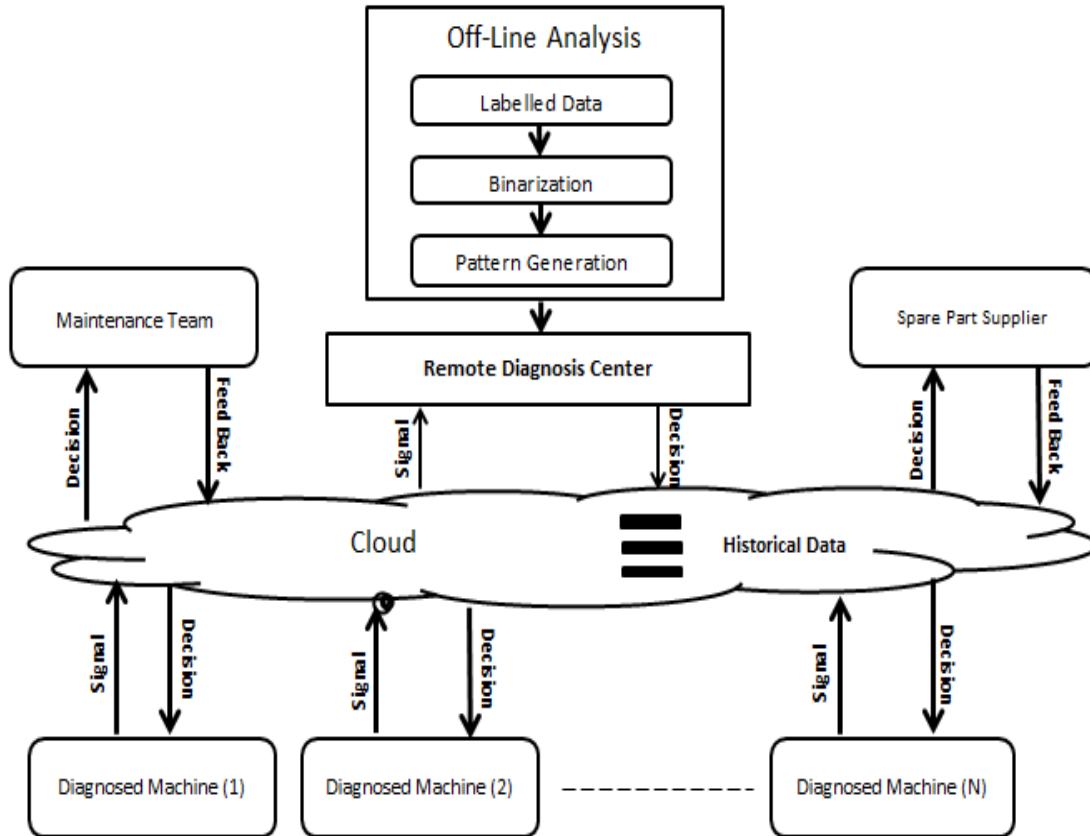 Off-Line Analysis
Labelled Data
Binarization
Pattern Generation
Maintenance Team
Spare Part Supplier
Remote Diagnosis Center
Decision
Feed Back
Signal
Decision
Decision
Feed Back
Cloud
Historical Data
Signal
Decision
Signal
Decision
Signal
Decision
Diagnosed Machine (1)
Diagnosed Machine (2)
Diagnosed Machine (N)